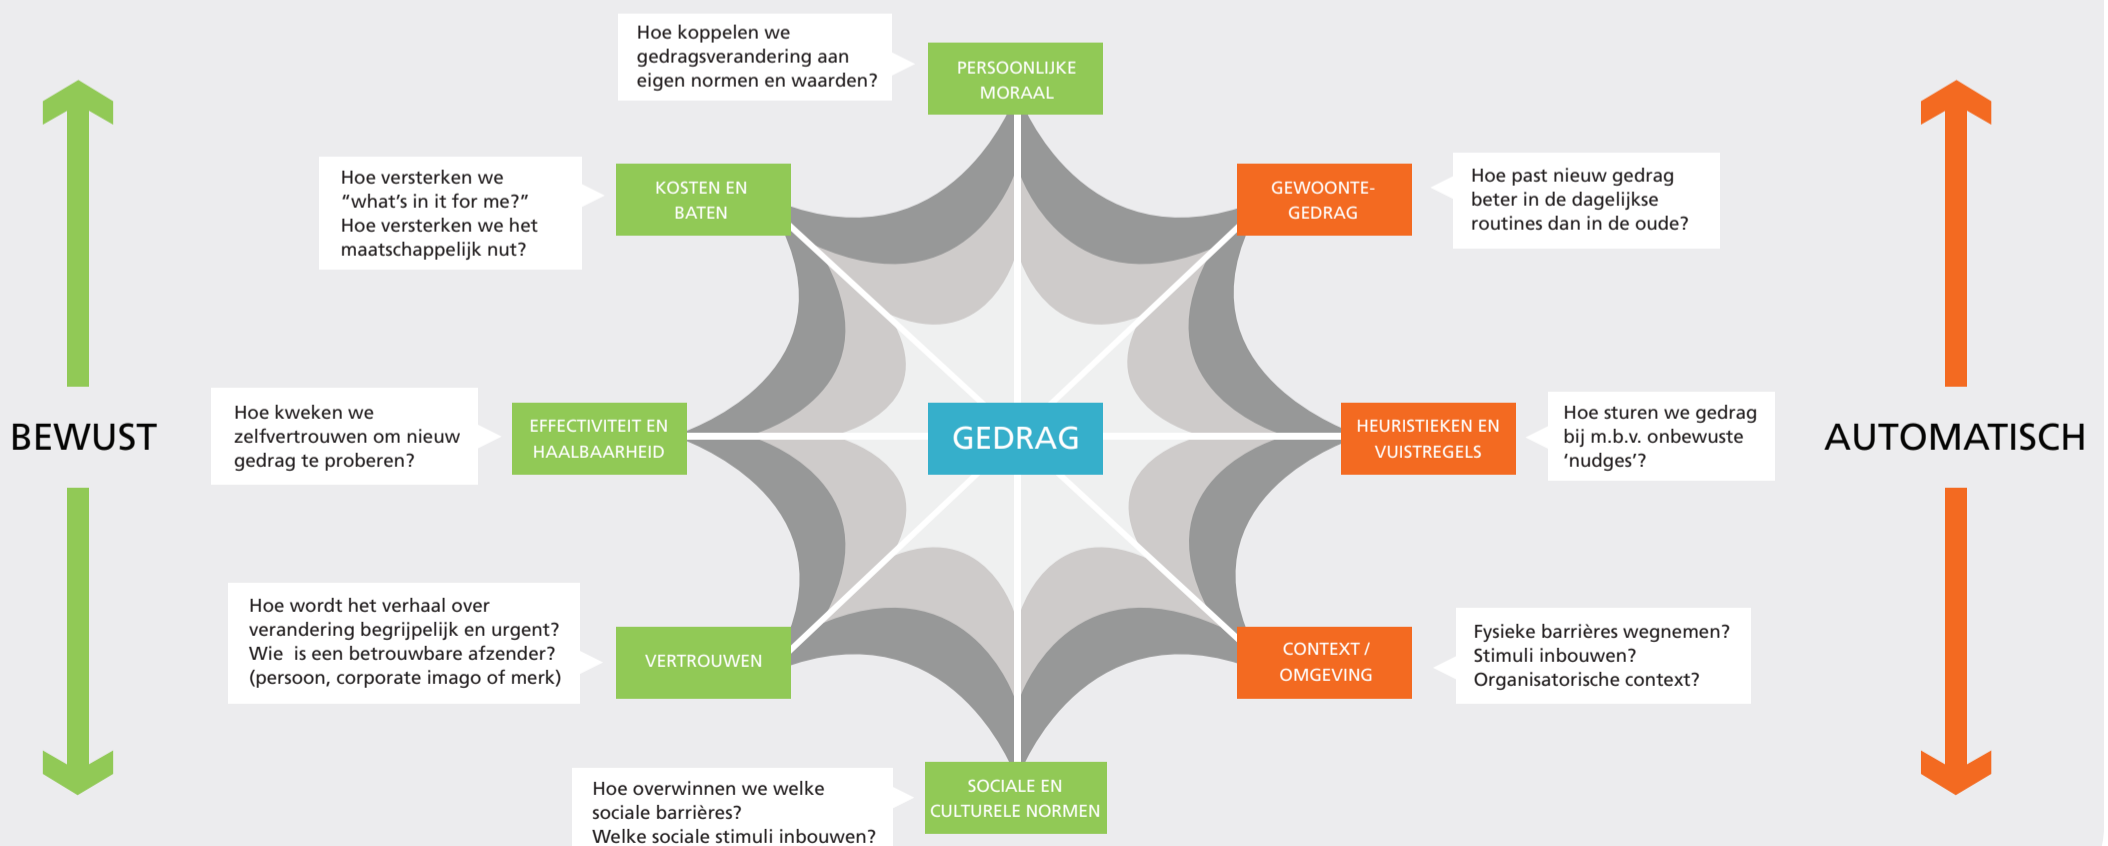 Hoe koppelen we
gedragsverandering aan
eigen normen en waarden?
PERSOONLIJKE
MORAAL
Hoe versterken we
"what's in it for me?"
Hoe versterken we het
maatschappelijk nut?
KOSTEN EN
BATEN
GEWOONTE-
GEDRAG
Hoe past nieuw gedrag
beter in de dagelijkse
routines dan in de oude?
BEWUST
Hoe kweken we
zelfvertrouwen om nieuw
gedrag te proberen?
EFFECTIVITEIT EN
HAALBAARHEID
GEDRAG
HEURISTIEKEN EN
VUISTREGELS
Hoe sturen we gedrag
bij m.b.v. onbewuste
‘nudges’?
AUTOMATISCH
Hoe wordt het verhaal over
verandering begrijpelijk en urgent?
Wie  is een betrouwbare afzender?
(persoon, corporate imago of merk)
VERTROUWEN
CONTEXT /
OMGEVING
Fysieke barrières wegnemen?
Stimuli inbouwen?
Organisatorische context?
Hoe overwinnen we welke
sociale barrières?
Welke sociale stimuli inbouwen?
SOCIALE EN
CULTURELE NORMEN